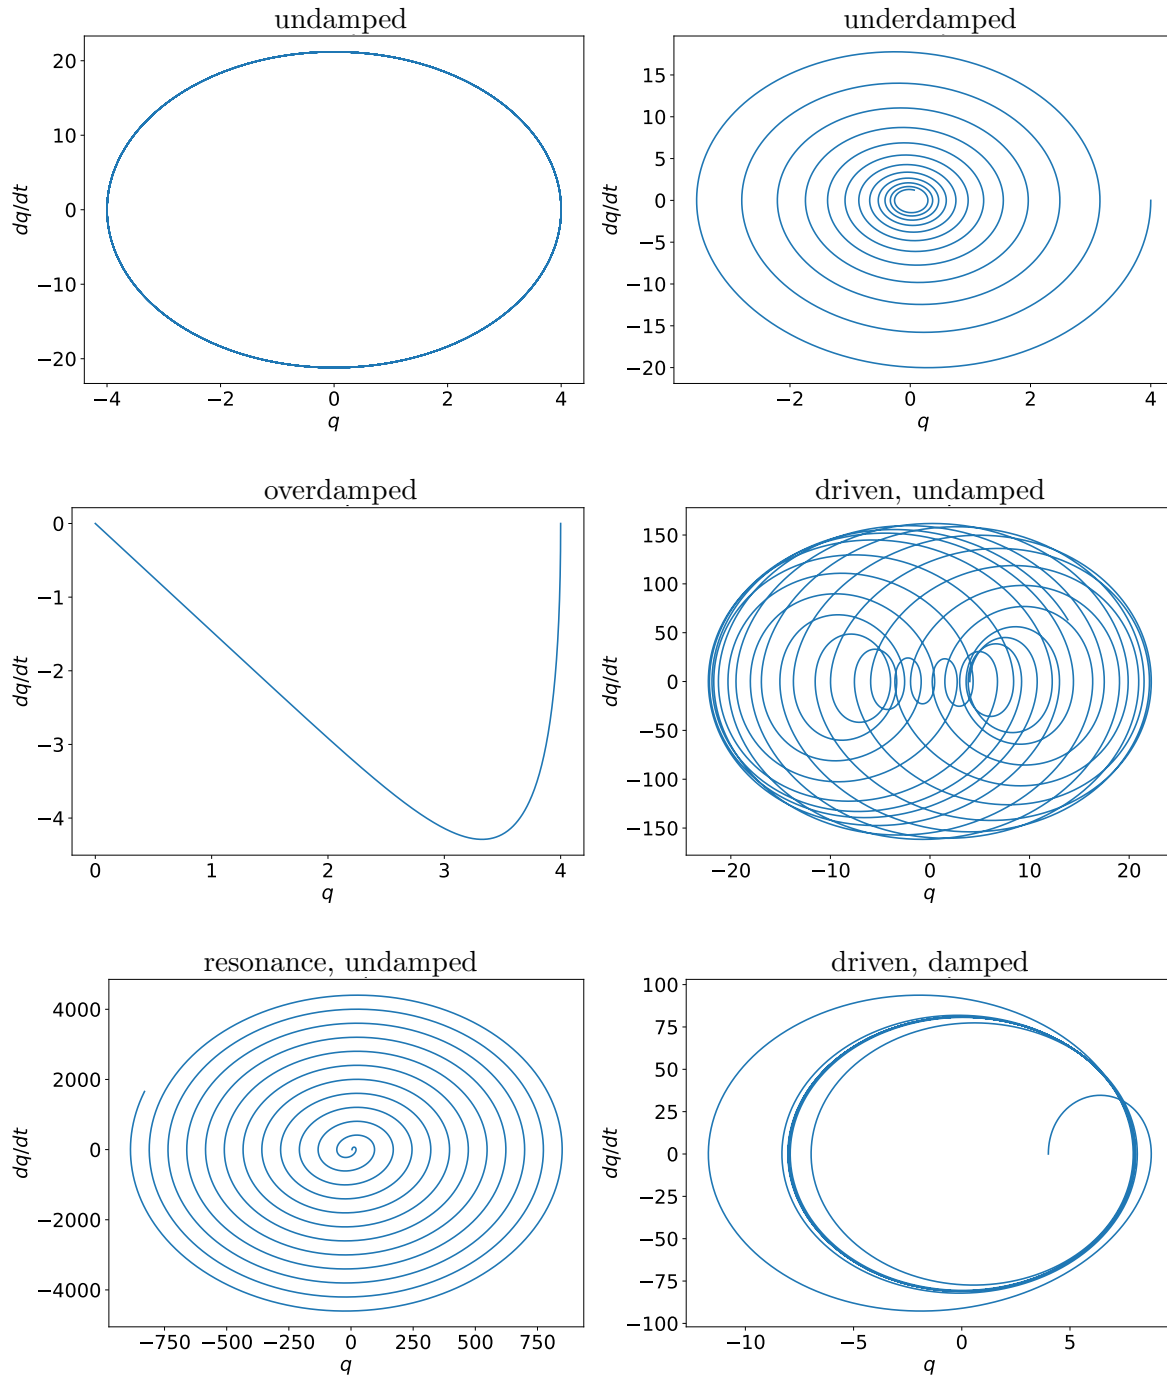 undamped
20
10
0
−10
−20
dq/dt
−4 −2 0 2 4
q
underdamped
15
10
5
0
−5
−10
−15
−20
dq/dt
−2 0 2 4
q
overdamped
0
−1
−2
−3
−4
dq/dt
0 1 2 3 4
q
driven, undamped
150
100
50
0
−50
−100
−150
dq/dt
−20 −10 0 10 20
q
resonance, undamped
4000
2000
0
−2000
−4000
dq/dt
−750 −500 −250 0 250 500 750
q
driven, damped
100
75
50
25
0
−25
−50
−75
−100
dq/dt
−10 −5 0 5
q